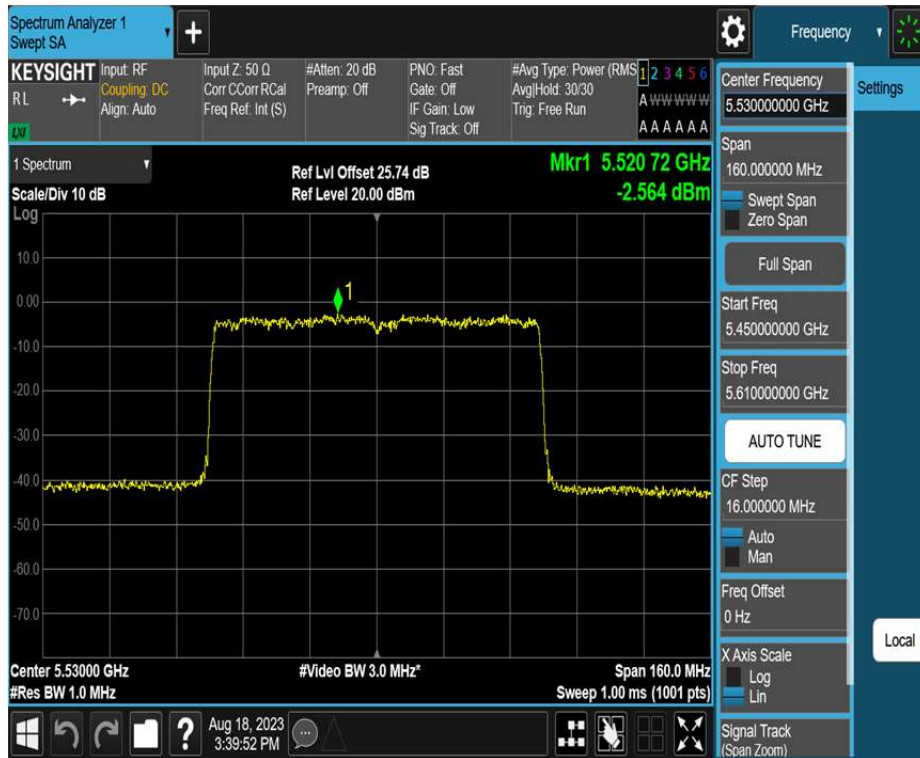 Spectrum Analyzer 1
Swept SA
Frequency
KEYSIGHT
R L
LXI
Input: RF
Coupling: DC
Align: Auto
Input Z: 50 Ω
Corr CCorr RCal
Freq Ref: Int (S)
#Atten: 20 dB
Preamp: Off
PNO: Fast
Gate: Off
IF Gain: Low
Sig Track: Off
#Avg Type: Power (RMS
Avg|Hold: 30/30
Trig: Free Run
1 2 3 4 5 6
A W W W W W
A A A A A A
1 Spectrum
Scale/Div 10 dB
Log
Ref Lvl Offset 25.74 dB
Ref Level 20.00 dBm
Mkr1 5.520 72 GHz
-2.564 dBm
10.0
0.00
-10.0
-20.0
-30.0
-40.0
-50.0
-60.0
-70.0
1
Center 5.53000 GHz
#Res BW 1.0 MHz
#Video BW 3.0 MHz*
Span 160.0 MHz
Sweep 1.00 ms (1001 pts)
Center Frequency
5.530000000 GHz
Span
160.000000 MHz
Swept Span
Zero Span
Full Span
Start Freq
5.450000000 GHz
Stop Freq
5.610000000 GHz
AUTO TUNE
CF Step
16.000000 MHz
Auto
Man
Freq Offset
0 Hz
X Axis Scale
Log
Lin
Signal Track
(Span Zoom)
Settings
Local
?
Aug 18, 2023
3:39:52 PM